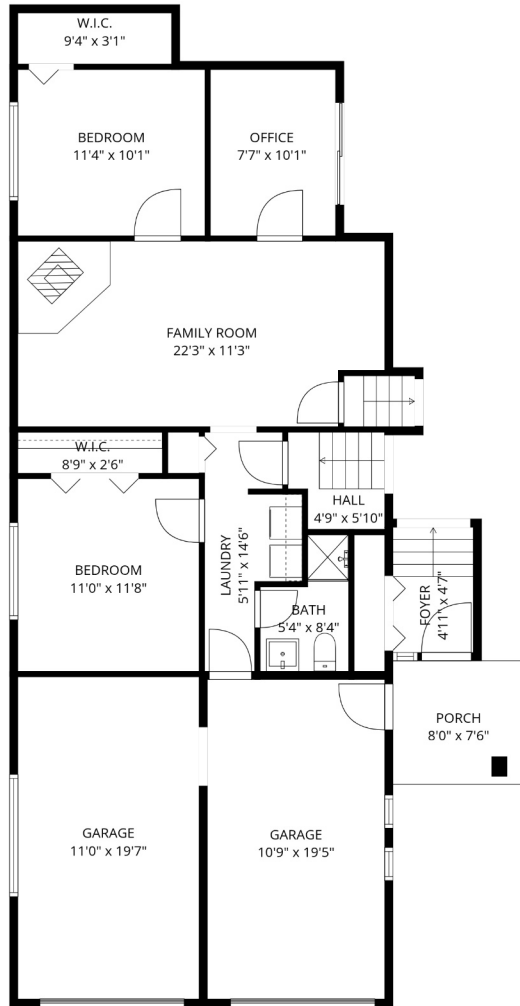 W.I.C.
9'4" x 3'1"
BEDROOM
11'4" x 10'1"
OFFICE
7'7" x 10'1"
FAMILY ROOM
22'3" x 11'3"
W.I.C.
8'9" x 2'6"
HALL
4'9" x 5'10"
BEDROOM
11'0" x 11'8"
LAUNDRY
5'11" x 14'6"
BATH
5'4" x 8'4"
FOYER
4'11" x 4'7"
PORCH
8'0" x 7'6"
GARAGE
11'0" x 19'7"
GARAGE
10'9" x 19'5"